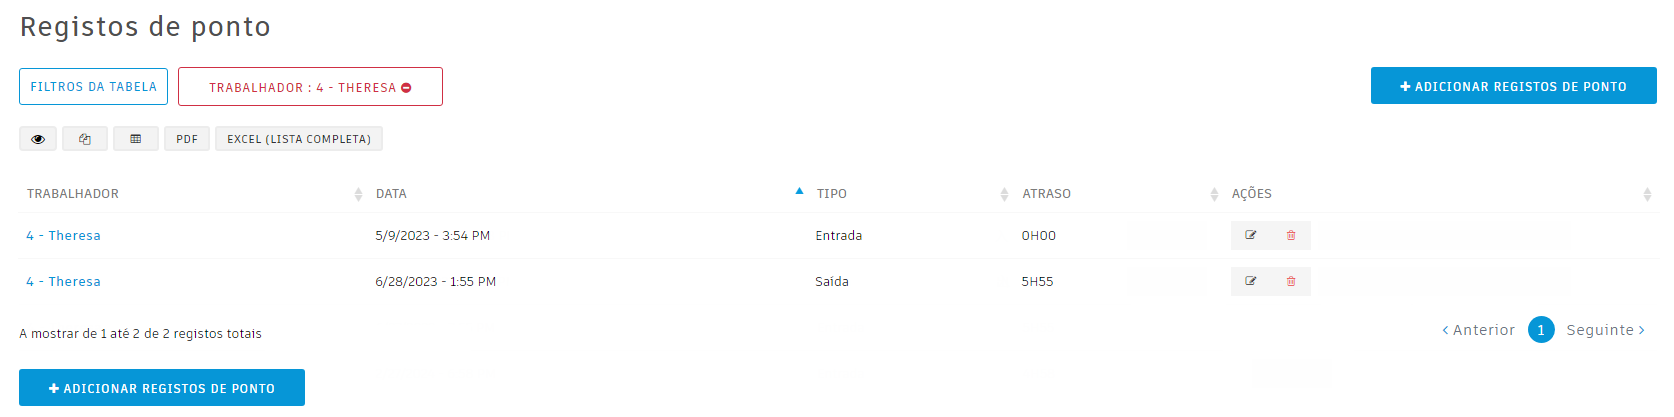 Registos de ponto
FILTROS DA TABELA TRABALHADOR : 4 - THERESA ADICIONAR REGISTOS DE PONTO
PDF EXCEL (LISTA COMPLETA)
TRABALHADOR DATA TIPO ATRASO AÇÕES
4 - Theresa 5/9/2023 - 3:54 PM Entrada 0H00
4 - Theresa 6/28/2023 - 1:55 PM Saída 5H55
A mostrar de 1 até 2 de 2 registos totais ‹ Anterior 1 Seguinte ›
ADICIONAR REGISTOS DE PONTO